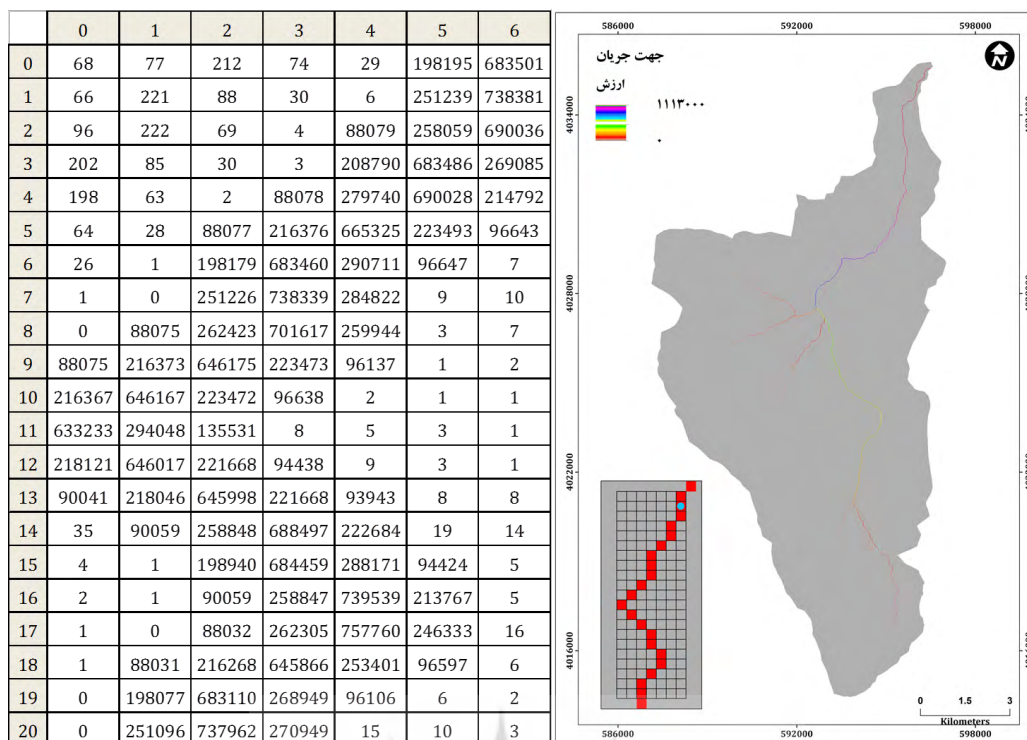 0 1 2 3 4 5 6
0 68 77 212 74 29 198195 683501
1 66 221 88 30 6 251239 738381
2 96 222 69 4 88079 258059 690036
3 202 85 30 3 208790 683486 269085
4 198 63 2 88078 279740 690028 214792
5 64 28 88077 216376 665325 223493 96643
6 26 1 198179 683460 290711 96647 7
7 1 0 251226 738339 284822 9 10
8 0 88075 262423 701617 259944 3 7
9 88075 216373 646175 223473 96137 1 2
10 216367 646167 223472 96638 2 1 1
11 633233 294048 135531 8 5 3 1
12 218121 646017 221668 94438 9 3 1
13 90041 218046 645998 221668 93943 8 8
14 35 90059 258848 688497 222684 19 14
15 4 1 198940 684459 288171 94424 5
16 2 1 90059 258847 739539 213767 5
17 1 0 88032 262305 757760 246333 16
18 1 88031 216268 645866 253401 96597 6
19 0 198077 683110 268949 96106 6 2
20 0 251096 737962 270949 15 10 3
586000 592000 598000
جهت جریان
ارزش
۱۱۱۳۰۰۰
۰
N
4034000
4028000
4022000
4016000
0 1.5 3
Kilometers
586000 592000 598000